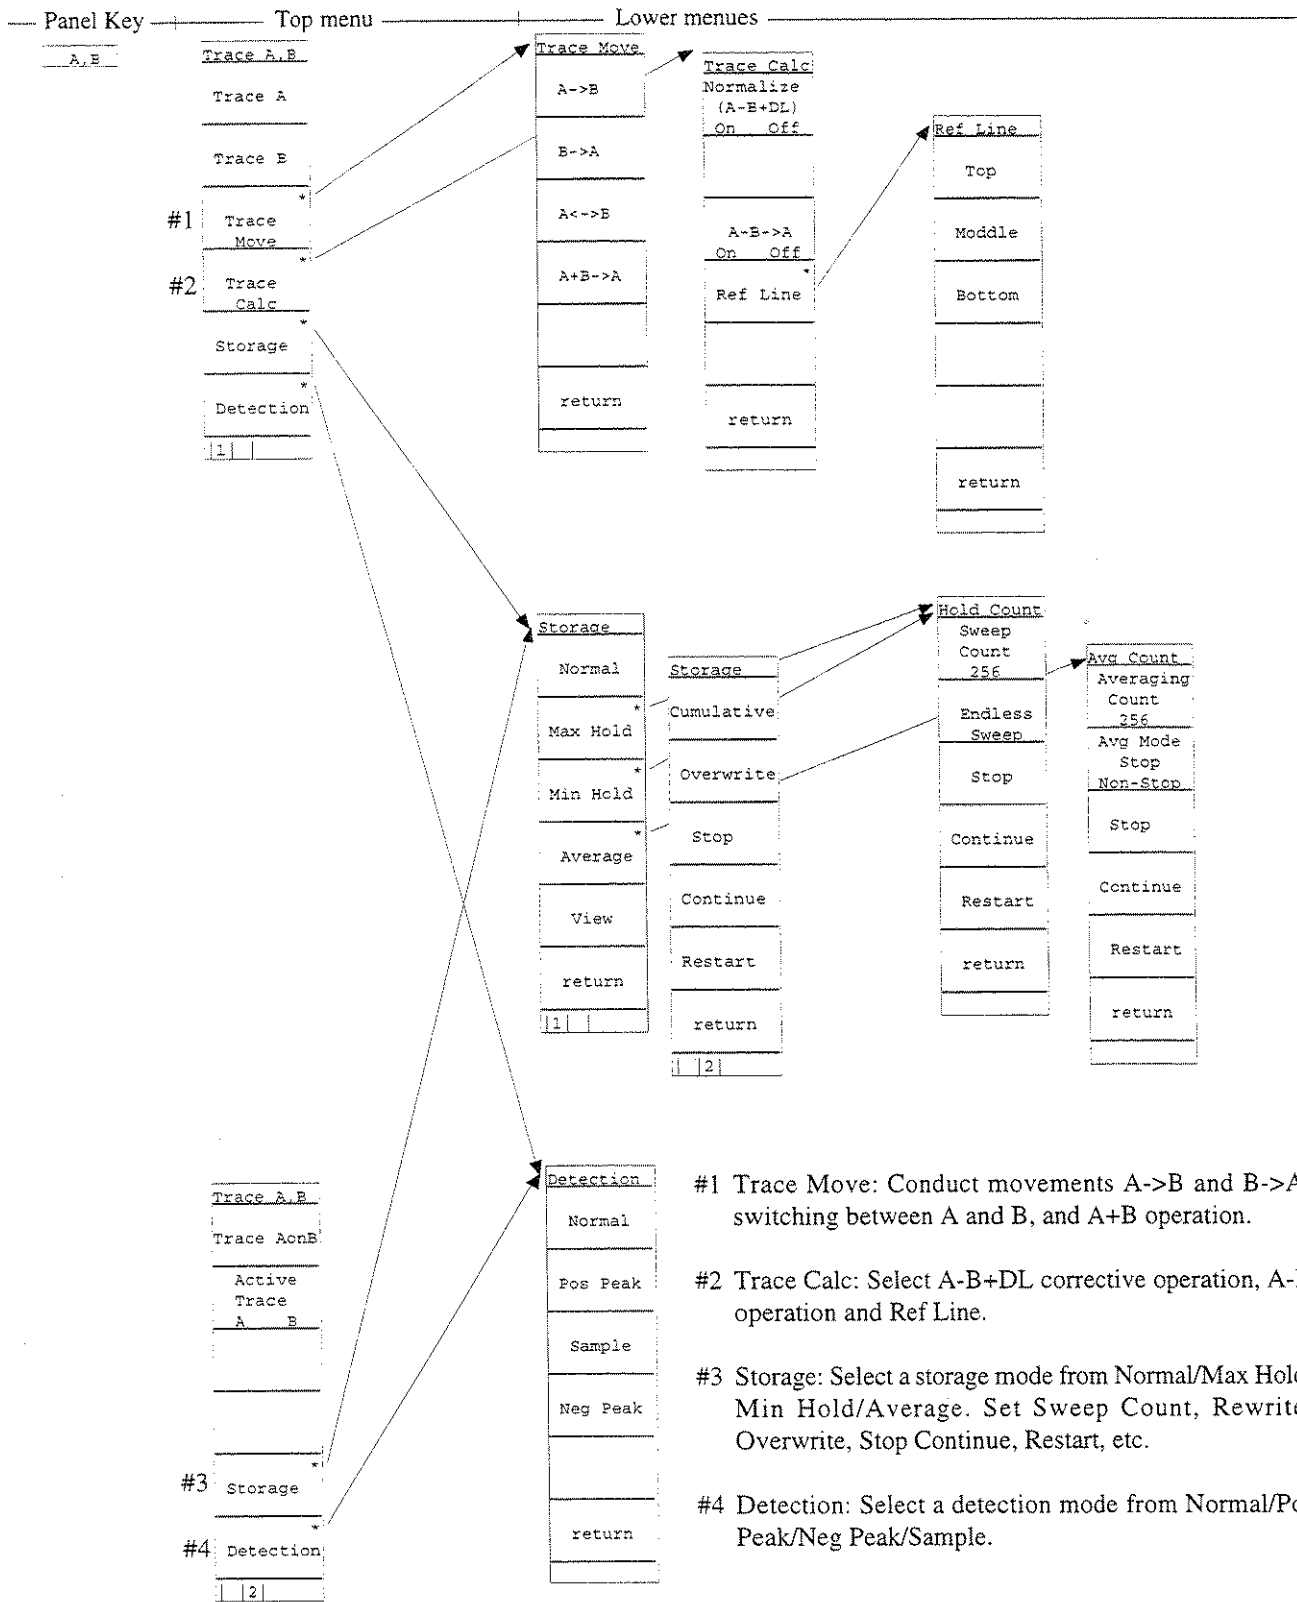 Panel Key
Top menu
Lower menues
A,B
Trace A,B
Trace A
Trace B
*
#1
Trace
Move
*
#2
Trace
Calc
*
Storage
*
Detection
1
Trace Move
A->B
B->A
A<->B
A+B->A
return
Trace Calc
Normalize
(A-B+DL)
On Off
A-B->A
On Off
*
Ref Line
return
Ref Line
Top
Moddle
Bottom
return
Storage
Normal
*
Max Hold
*
Min Hold
*
Average
View
return
1
Storage
Cumulative
Overwrite
Stop
Continue
Restart
return
2
Hold Count
Sweep
Count
256
Endless
Sweep
Stop
Continue
Restart
return
Avg Count
Averaging
Count
256
Avg Mode
Stop
Non-Stop
Stop
Continue
Restart
return
Trace A,B
Trace AonB
Active
Trace
A B
*
#3
Storage
*
#4
Detection
2
Detection
Normal
Pos Peak
Sample
Neg Peak
return
#1 Trace Move: Conduct movements A->B and B->A
switching between A and B, and A+B operation.
#2 Trace Calc: Select A-B+DL corrective operation, A-
operation and Ref Line.
#3 Storage: Select a storage mode from Normal/Max Hold
Min Hold/Average. Set Sweep Count, Rewrite
Overwrite, Stop Continue, Restart, etc.
#4 Detection: Select a detection mode from Normal/Po
Peak/Neg Peak/Sample.